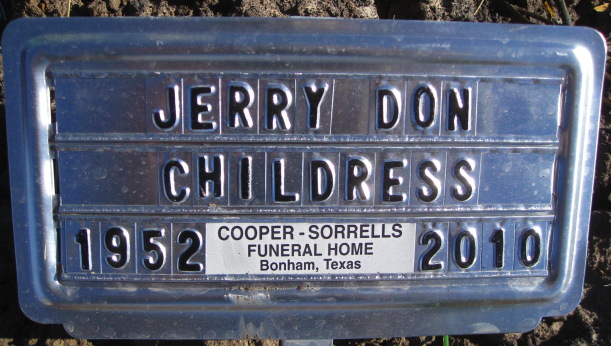 JERRY DON
CHILDRESS
1952 2010
COOPER - SORRELLS
FUNERAL HOME
Bonham, Texas